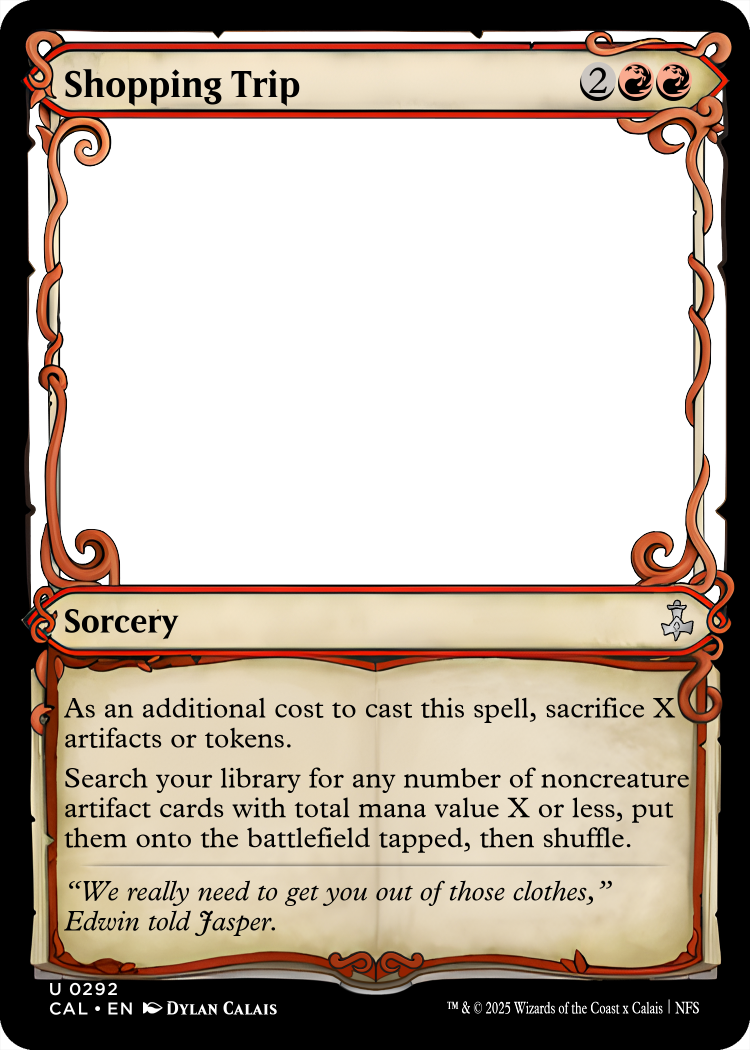 Shopping Trip 2
Sorcery
As an additional cost to cast this spell, sacrifice X
artifacts or tokens.
Search your library for any number of noncreature
artifact cards with total mana value X or less, put
them onto the battlefield tapped, then shuffle.
“We really need to get you out of those clothes,”
Edwin told Jasper.
U 0292
CAL • EN DYLAN CALAIS
™ & © 2025 Wizards of the Coast x Calais | NFS